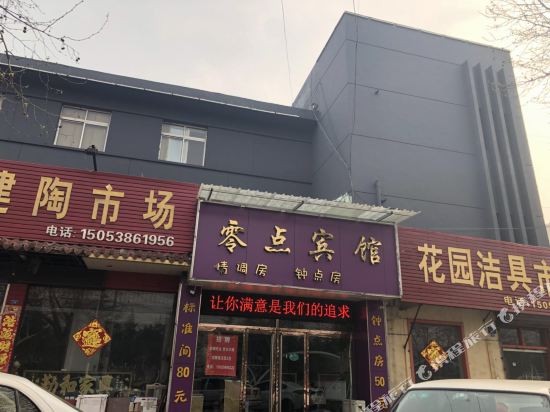 建陶市场
电话:15053861956
零点宾馆
情调房 钟点房
让你满意是我们的追求
标准间80元
钟点房50
花园洁具市
招聘